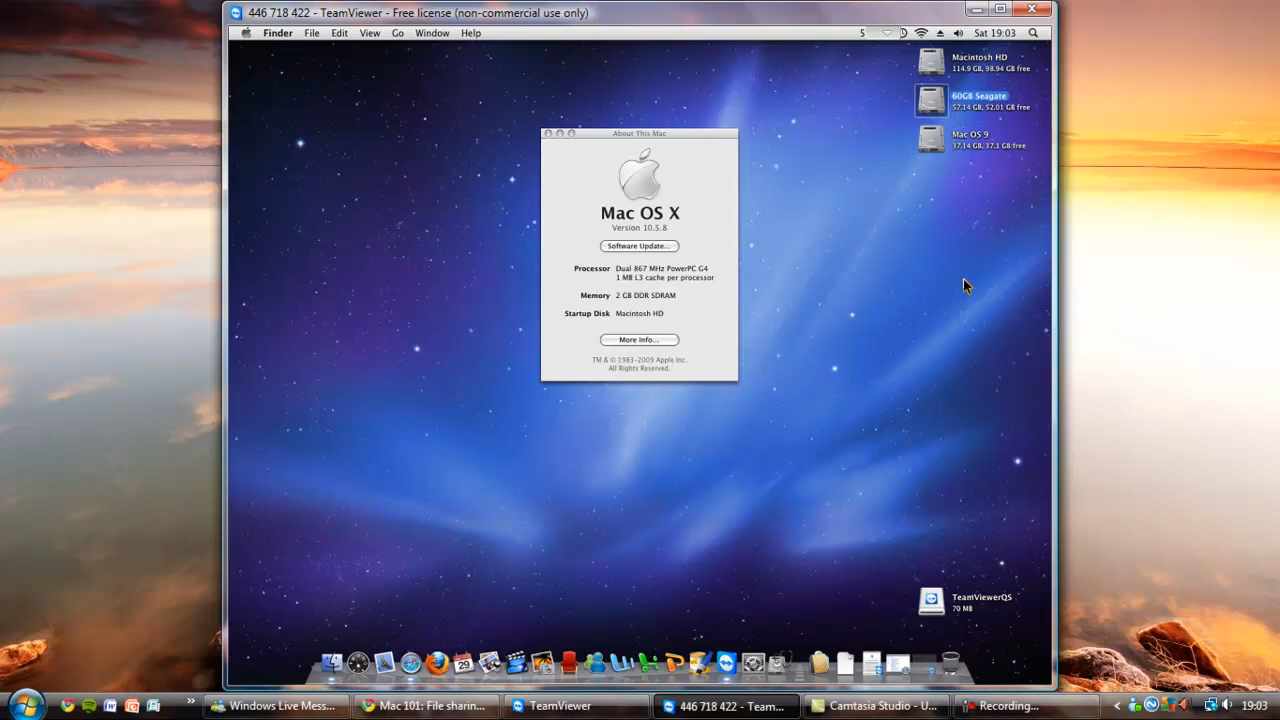 446 718 422 - TeamViewer - Free license (non-commercial use only)
Finder File Edit View Go Window Help
Sat 19:03
Macintosh HD
114.9 GB, 98.94 GB free
60GB Seagate
57.14 GB, 52.01 GB free
Mac OS 9
37.14 GB, 37.1 GB free
About This Mac
Mac OS X
Version 10.5.8
Software Update...
Processor Dual 867 MHz PowerPC G4
1 MB L3 cache per processor
Memory 2 GB DDR SDRAM
Startup Disk Macintosh HD
More Info...
TM & © 1983-2009 Apple Inc.
All Rights Reserved.
TeamViewerQS
70 MB
29
Windows Live Mess...
Mac 101: File sharin...
TeamViewer
446 718 422 - Team...
Camtasia Studio - U...
Recording...
19:03